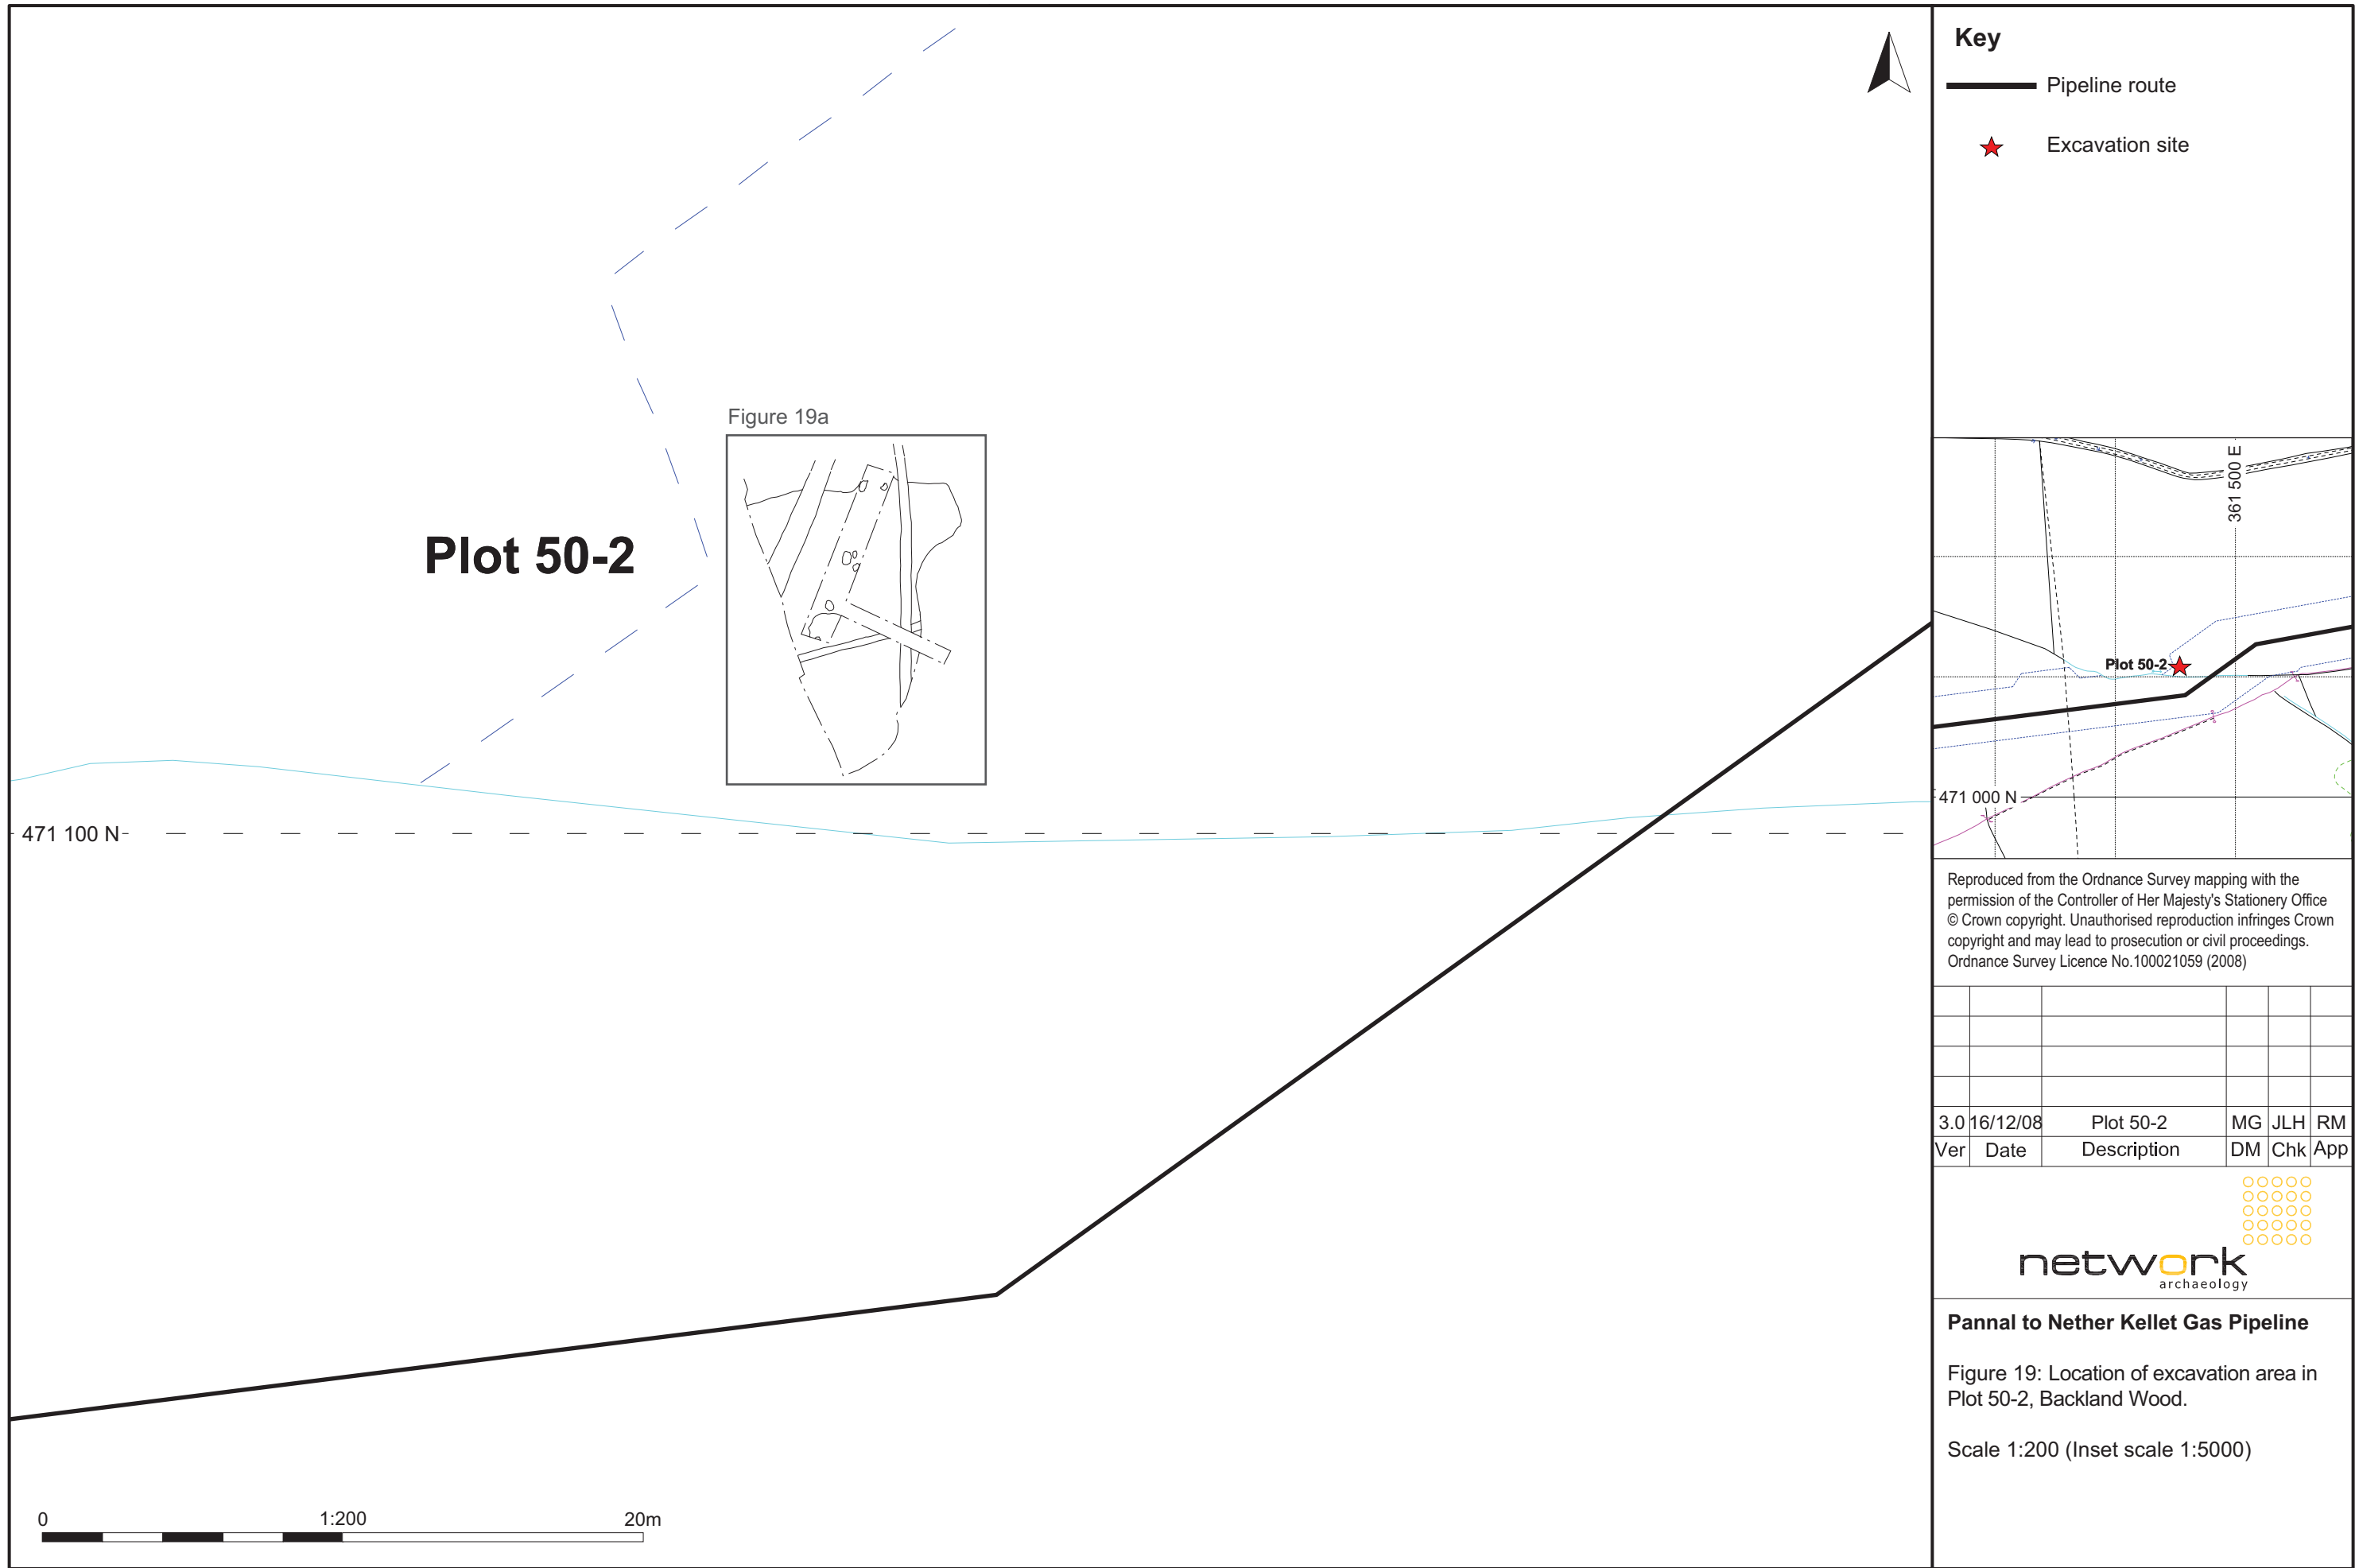 Figure 19a
Plot 50-2
471 100 N
0 1:200 20m
Key
Pipeline route
Excavation site
361 500 E
Plot 50-2
471 000 N
Reproduced from the Ordnance Survey mapping with the
permission of the Controller of Her Majesty's Stationery Office
© Crown copyright. Unauthorised reproduction infringes Crown
copyright and may lead to prosecution or civil proceedings.
Ordnance Survey Licence No.100021059 (2008)
3.0 16/12/08 Plot 50-2 MG JLH RM
Ver Date Description DM Chk App
network
archaeology
Pannal to Nether Kellet Gas Pipeline
Figure 19: Location of excavation area in
Plot 50-2, Backland Wood.
Scale 1:200 (Inset scale 1:5000)